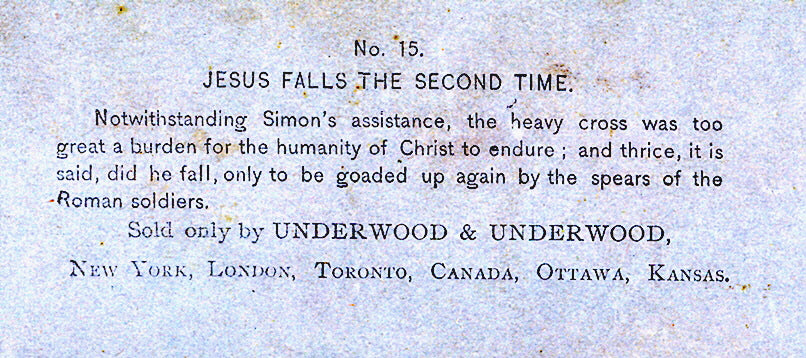 No. 15.
JESUS FALLS THE SECOND TIME.
Notwithstanding Simon's assistance, the heavy cross was too
great a burden for the humanity of Christ to endure; and thrice, it is
said, did he fall, only to be goaded up again by the spears of the
Roman soldiers.
Sold only by UNDERWOOD & UNDERWOOD,
NEW YORK, LONDON, TORONTO, CANADA, OTTAWA, KANSAS.